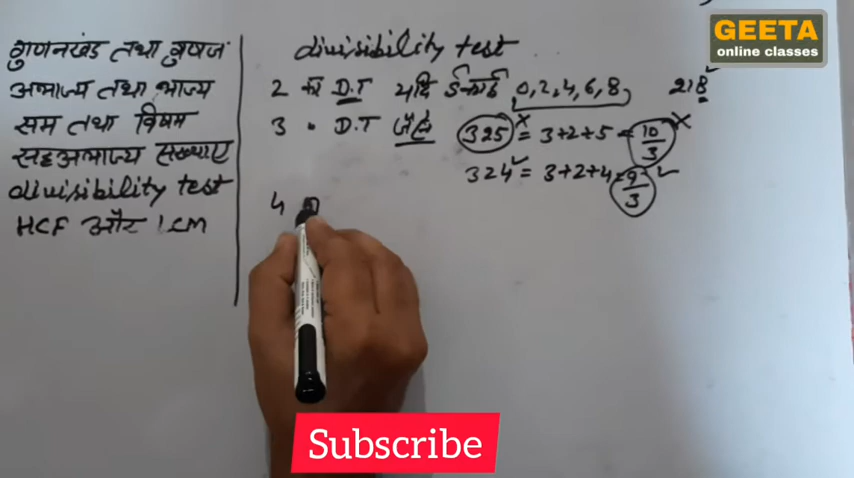 गुणनखंड तथा गुणज
अभाज्य तथा भाज्य
सम तथा विषम
सहअभाज्य संख्याए
divisibility test
HCF और LCM
divisibility test
2 का D.T यदि ईकाई 0, 2, 4, 6, 8, 218
3 " D.T जैसे 325 × = 3+2+5 = 10/3 ×
324 ✓ = 3+2+4 = 9/3 ✓
4
GEETA
online classes
Subscribe